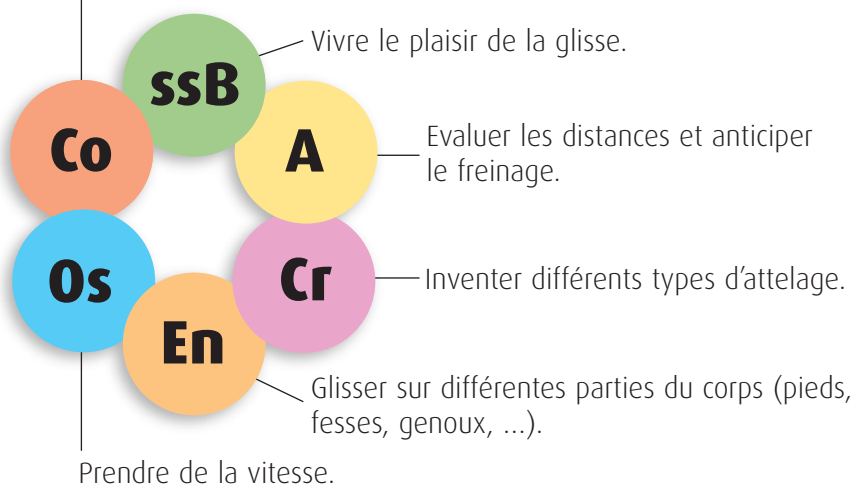 ssB
Vivre le plaisir de la glisse.
Co
A
Evaluer les distances et anticiper
le freinage.
Os
Cr
Inventer différents types d'attelage.
En
Glisser sur différentes parties du corps (pieds,
fesses, genoux, ...).
Prendre de la vitesse.